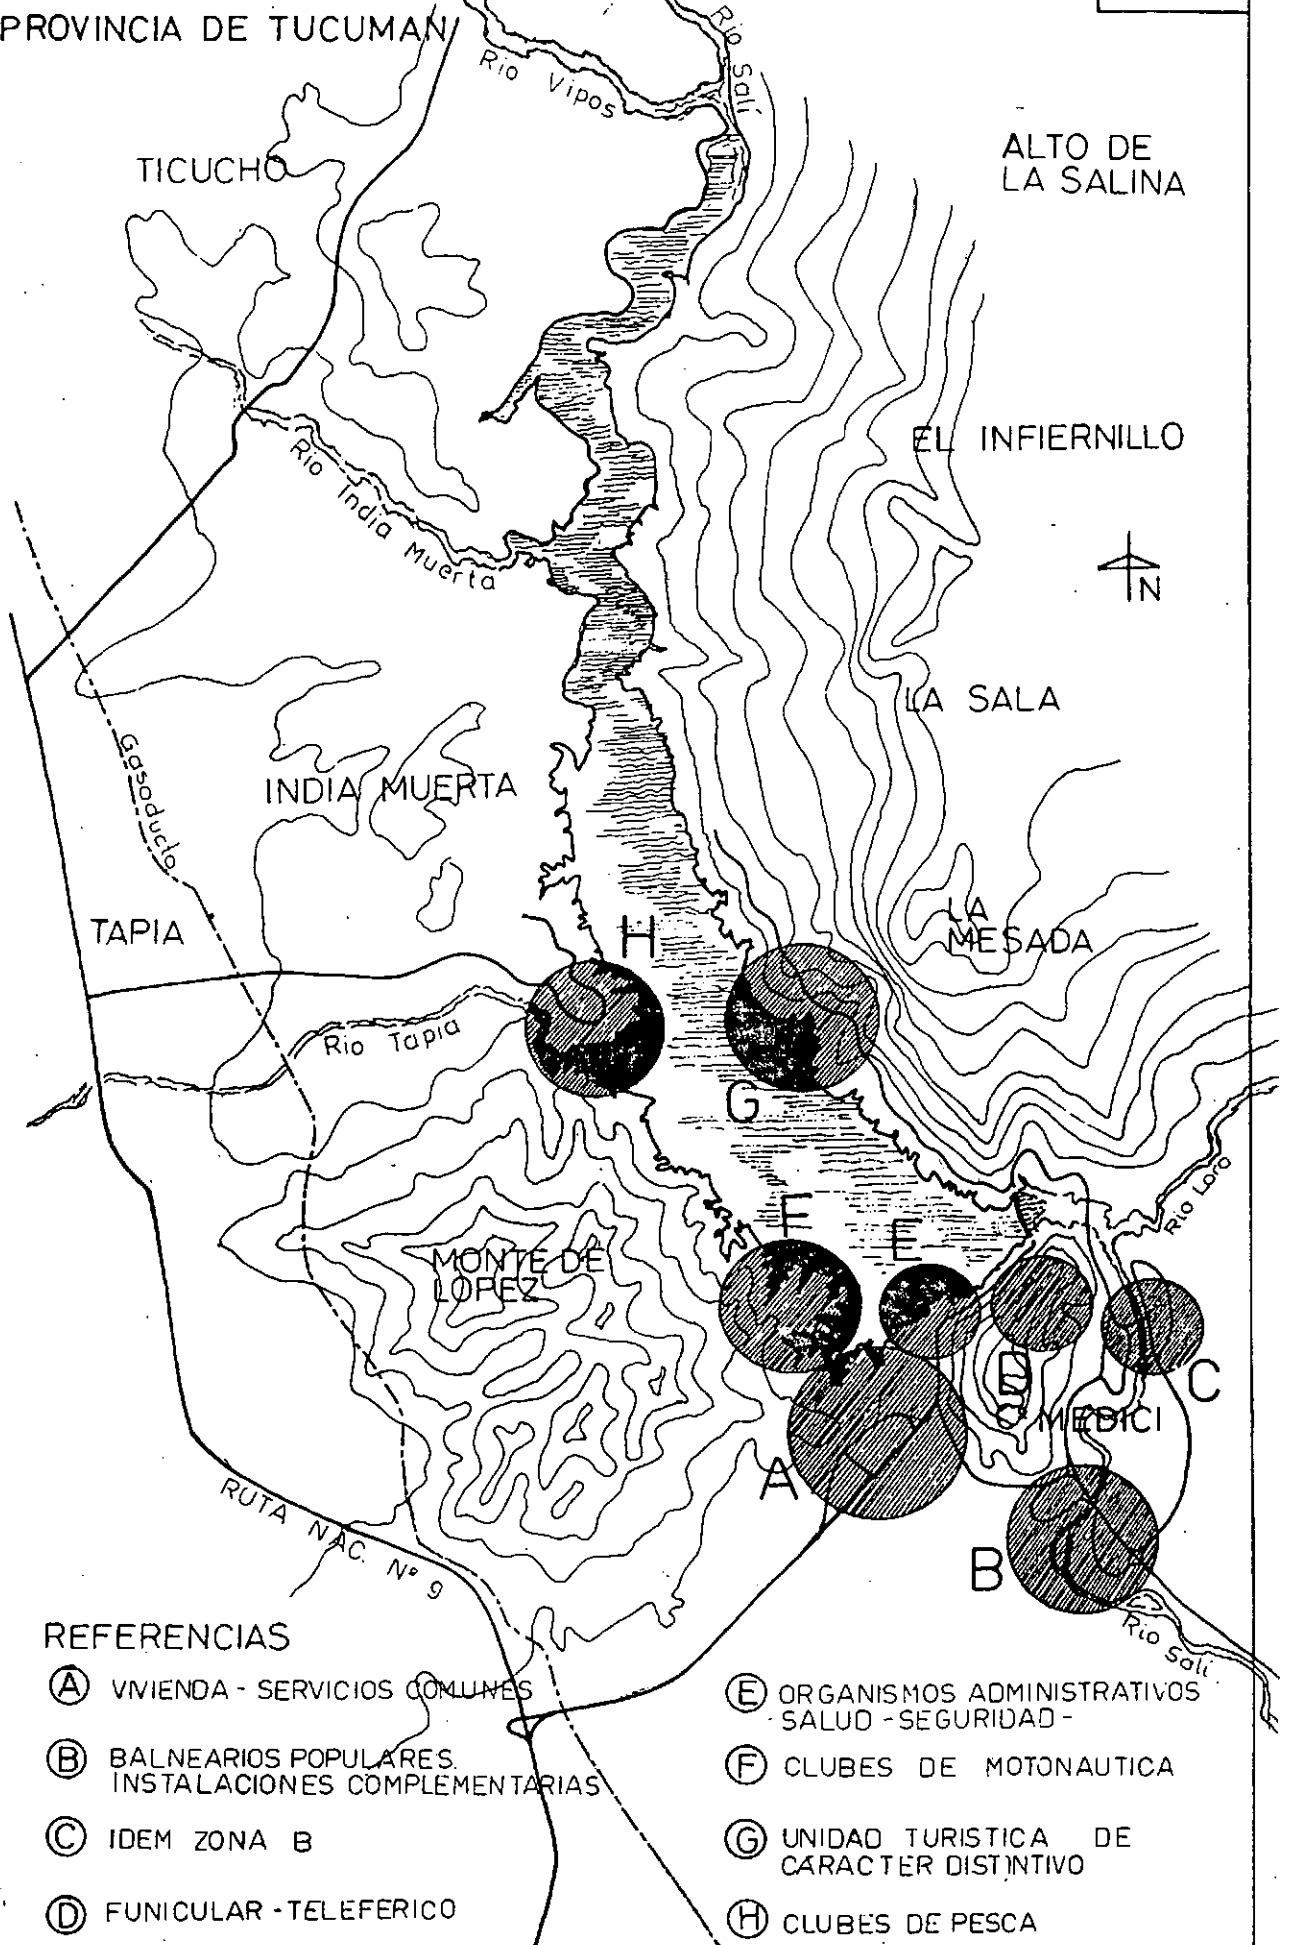 PROVINCIA DE TUCUMAN
Rio Vipos
Rio Salí
TICUCHO
ALTO DE
LA SALINA
EL INFIERNILLO
Rio India Muerta
N
LA SALA
Gasoducto
INDIA MUERTA
TAPIA
LA
MESADA
H
Rio Tapia
G
Rio Loro
F
E
MONTE DE
LOPEZ
D
C
Cº MEDICI
A
RUTA NAC. Nº 9
B
Rio Salí
REFERENCIAS
A VIVIENDA - SERVICIOS COMUNES
B BALNEARIOS POPULARES.
INSTALACIONES COMPLEMENTARIAS
C IDEM ZONA B
D FUNICULAR - TELEFERICO
E ORGANISMOS ADMINISTRATIVOS
- SALUD - SEGURIDAD -
F CLUBES DE MOTONAUTICA
G UNIDAD TURISTICA DE
CARACTER DISTINTIVO
H CLUBES DE PESCA